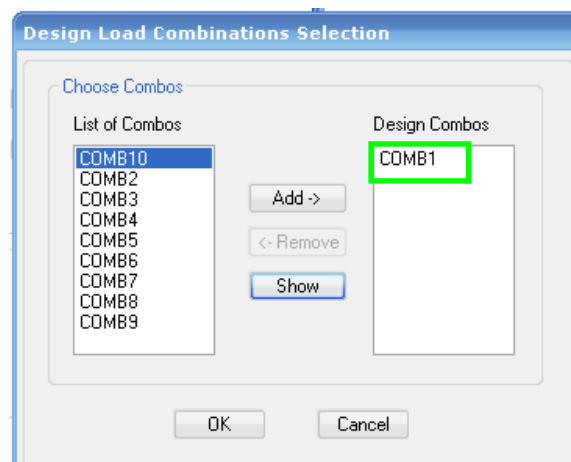 Design Load Combinations Selection
Choose Combos
List of Combos
Design Combos
COMB10
COMB2
COMB3
COMB4
COMB5
COMB6
COMB7
COMB8
COMB9
Add ->
<- Remove
Show
COMB1
OK
Cancel